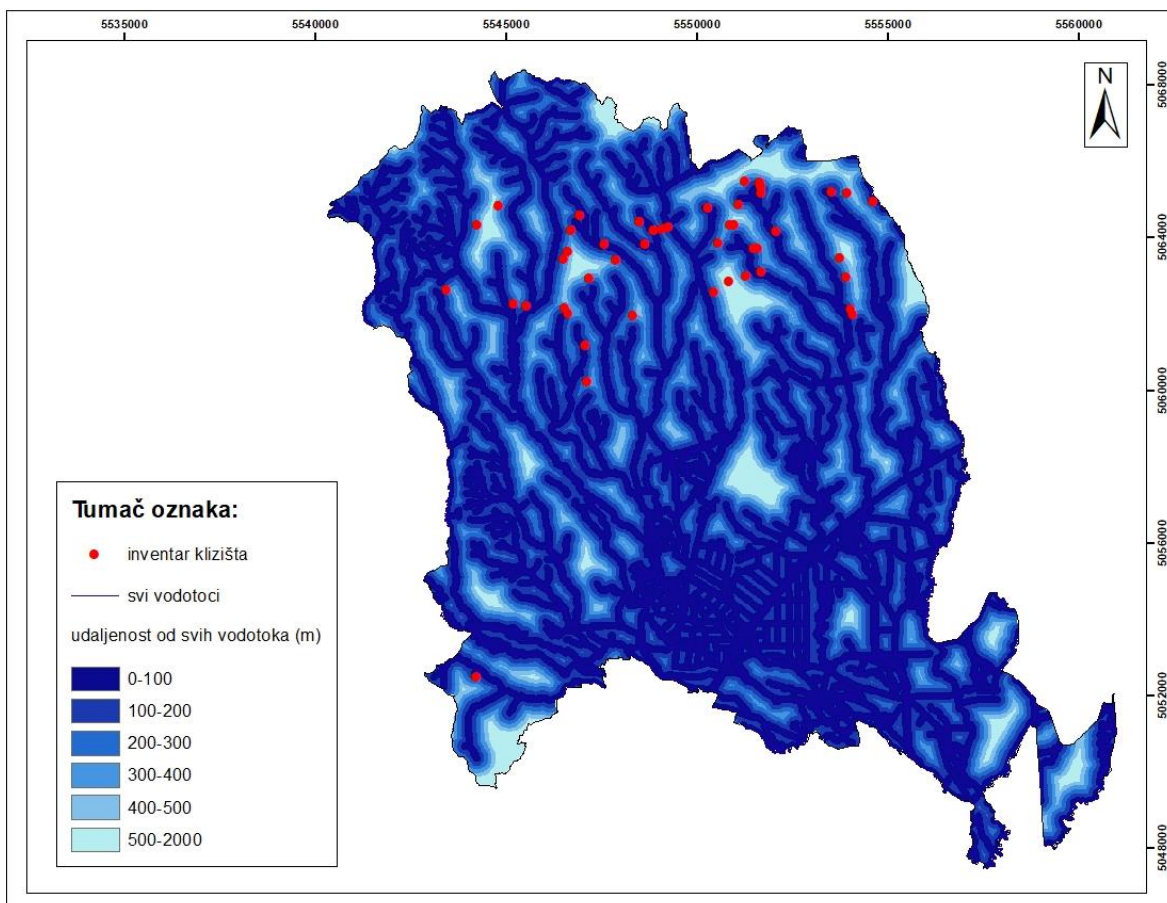 5535000 5540000 5545000 5550000 5555000 5560000
N
5068000
5064000
5060000
5056000
5052000
5048000
Tumač oznaka:
inventar klizišta
svi vodotoci
udaljenost od svih vodotoka (m)
0-100
100-200
200-300
300-400
400-500
500-2000